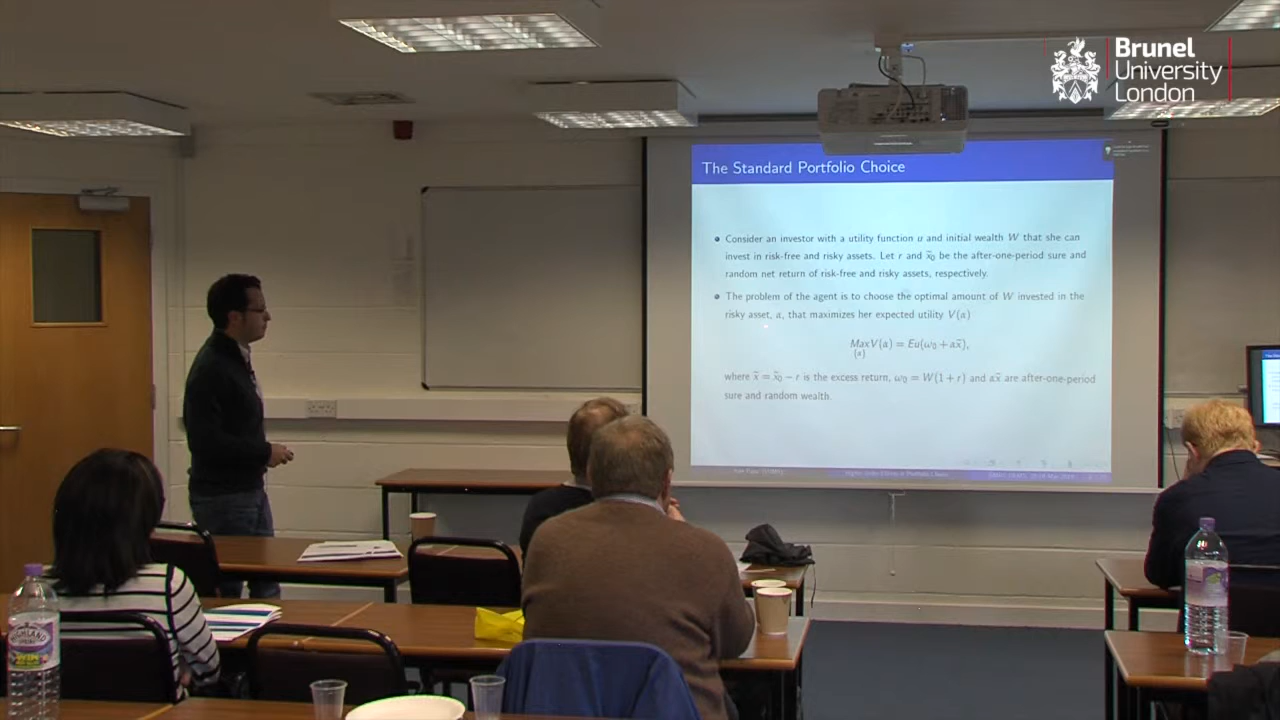 Brunel
University
London
The Standard Portfolio Choice
Consider an investor with a utility function u and initial wealth W that she can
invest in risk-free and risky assets. Let r and x̃₀ be the after-one-period sure and
random net return of risk-free and risky assets, respectively.
The problem of the agent is to choose the optimal amount of W invested in the
risky asset, α, that maximizes her expected utility V(α)
Max V(α) = Eu(ω₀ + αx̃),
{α}
where x̃ = x̃₀ − r is the excess return, ω₀ = W(1 + r) and αx̃ are after-one-period
sure and random wealth.
HIGHLAND